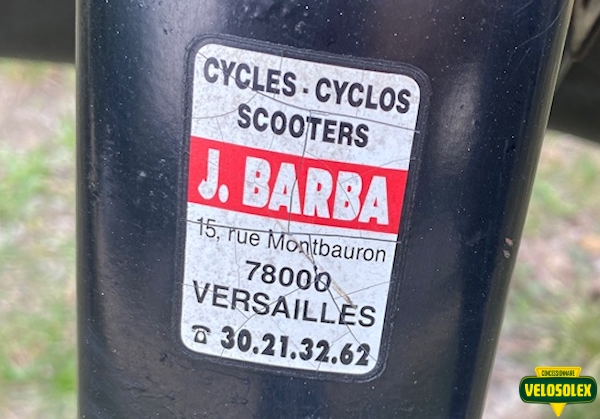 CYCLES - CYCLOS
SCOOTERS
J. BARBA
15, rue Montbauron
78000
VERSAILLES
☎ 30.21.32.62
CONCESSIONNAIRE
VELOSOLEX